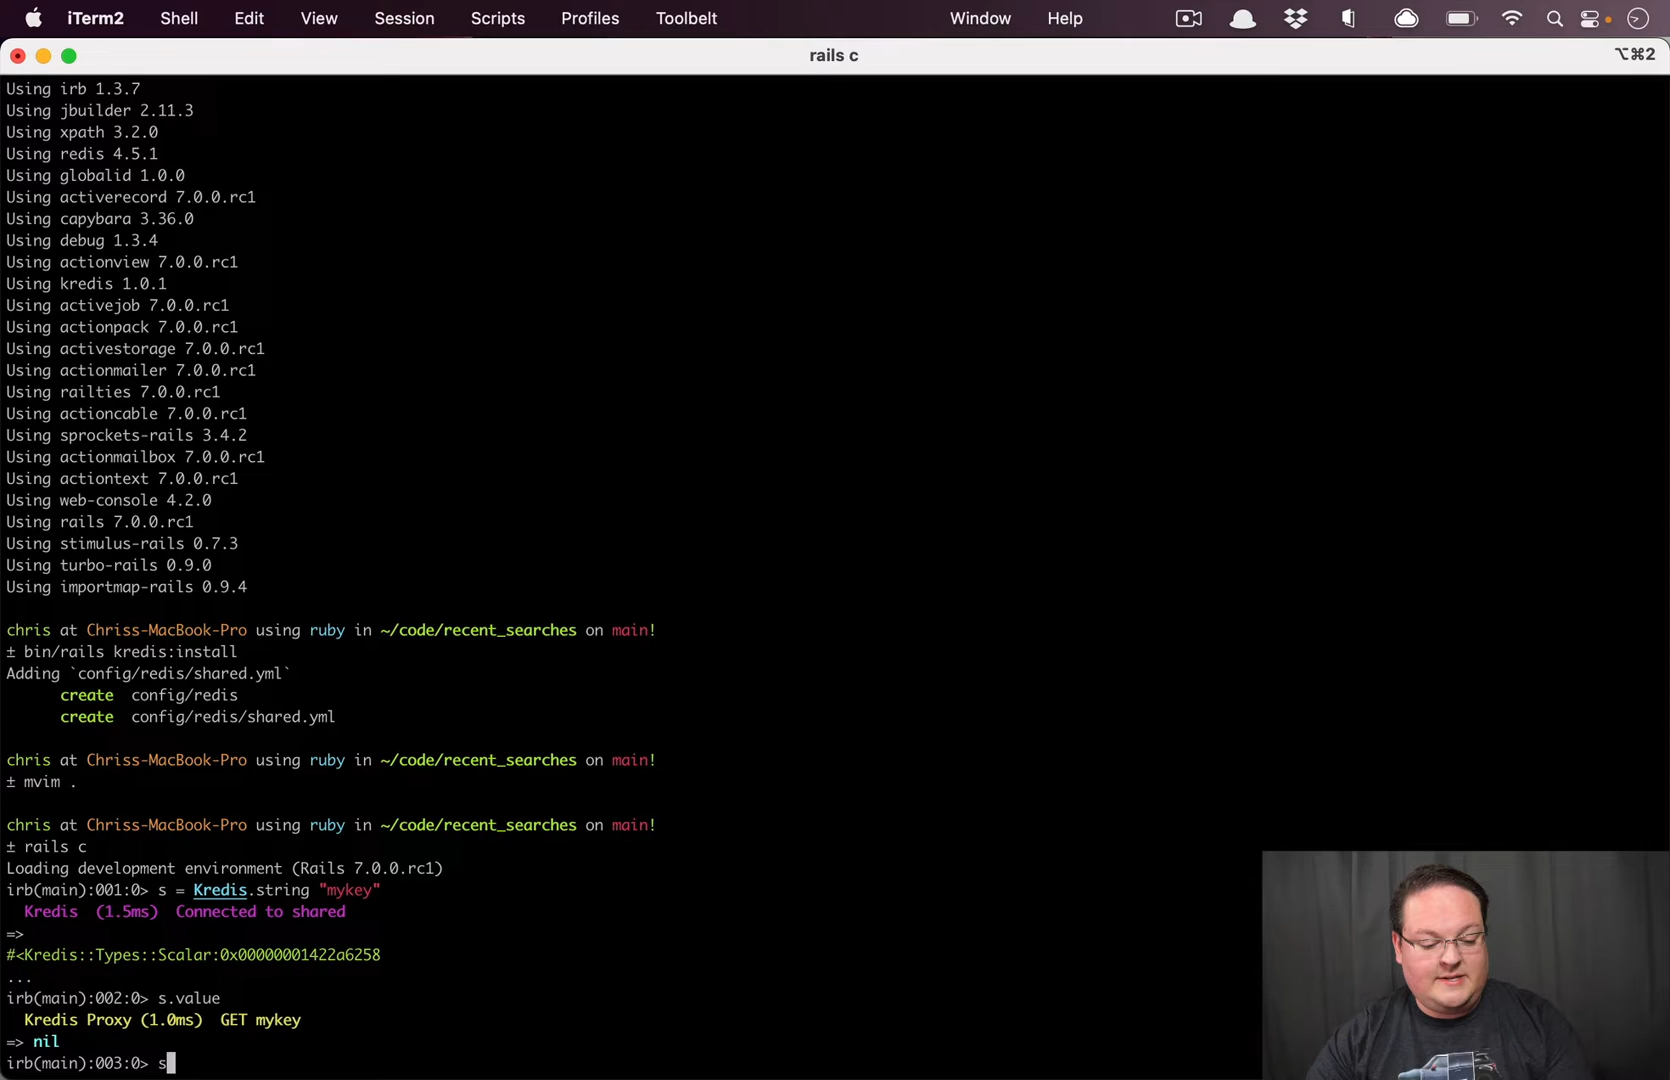 iTerm2 Shell Edit View Session Scripts Profiles Toolbelt Window Help
rails c
⌥⌘2
Using irb 1.3.7
Using jbuilder 2.11.3
Using xpath 3.2.0
Using redis 4.5.1
Using globalid 1.0.0
Using activerecord 7.0.0.rc1
Using capybara 3.36.0
Using debug 1.3.4
Using actionview 7.0.0.rc1
Using kredis 1.0.1
Using activejob 7.0.0.rc1
Using actionpack 7.0.0.rc1
Using activestorage 7.0.0.rc1
Using actionmailer 7.0.0.rc1
Using railties 7.0.0.rc1
Using actioncable 7.0.0.rc1
Using sprockets-rails 3.4.2
Using actionmailbox 7.0.0.rc1
Using actiontext 7.0.0.rc1
Using web-console 4.2.0
Using rails 7.0.0.rc1
Using stimulus-rails 0.7.3
Using turbo-rails 0.9.0
Using importmap-rails 0.9.4
chris at Chriss-MacBook-Pro using ruby in ~/code/recent_searches on main!
± bin/rails kredis:install
Adding `config/redis/shared.yml`
create config/redis
create config/redis/shared.yml
chris at Chriss-MacBook-Pro using ruby in ~/code/recent_searches on main!
± mvim .
chris at Chriss-MacBook-Pro using ruby in ~/code/recent_searches on main!
± rails c
Loading development environment (Rails 7.0.0.rc1)
irb(main):001:0> s = Kredis.string "mykey"
Kredis (1.5ms) Connected to shared
=>
#<Kredis::Types::Scalar:0x00000001422a6258
...
irb(main):002:0> s.value
Kredis Proxy (1.0ms) GET mykey
=> nil
irb(main):003:0> s